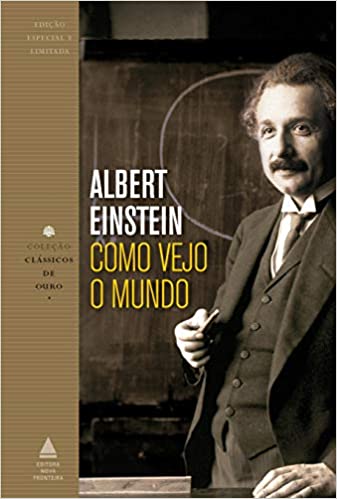 EDIÇÃO
ESPECIAL E
LIMITADA
COLEÇÃO
CLÁSSICOS
DE
OURO
ALBERT
EINSTEIN
COMO VEJO
O MUNDO
EDITORA
NOVA
FRONTEIRA